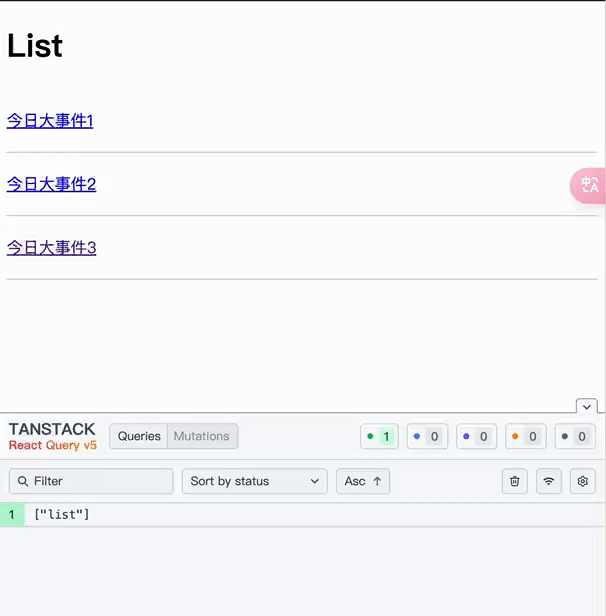 List
今日大事件1
今日大事件2
今日大事件3
中 A
TANSTACK
React Query v5
Queries Mutations
1 0 0 0 0
Filter
Sort by status
Asc ↑
1 ["list"]